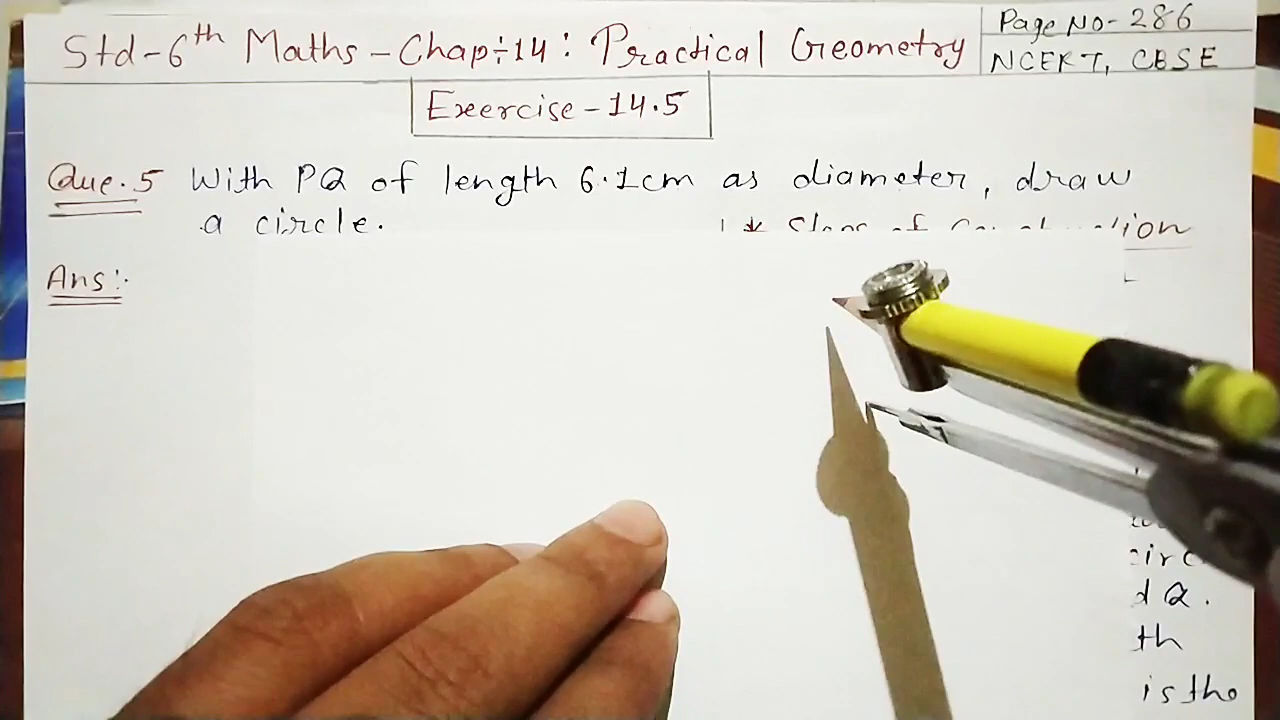 Std-6th Maths - Chap÷14: Practical Geometry
Page No- 286
NCERT, CBSE
Exercise-14.5
Que.5 With PQ of length 6.1cm as diameter, draw
a circle.
Ans:-
circ
d Q.
th
is the